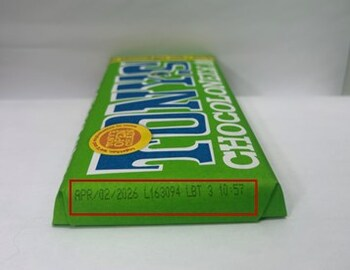 TONY'S
CHOCOLONELY
APR/02/2026 L163094 LBT 3 10:57